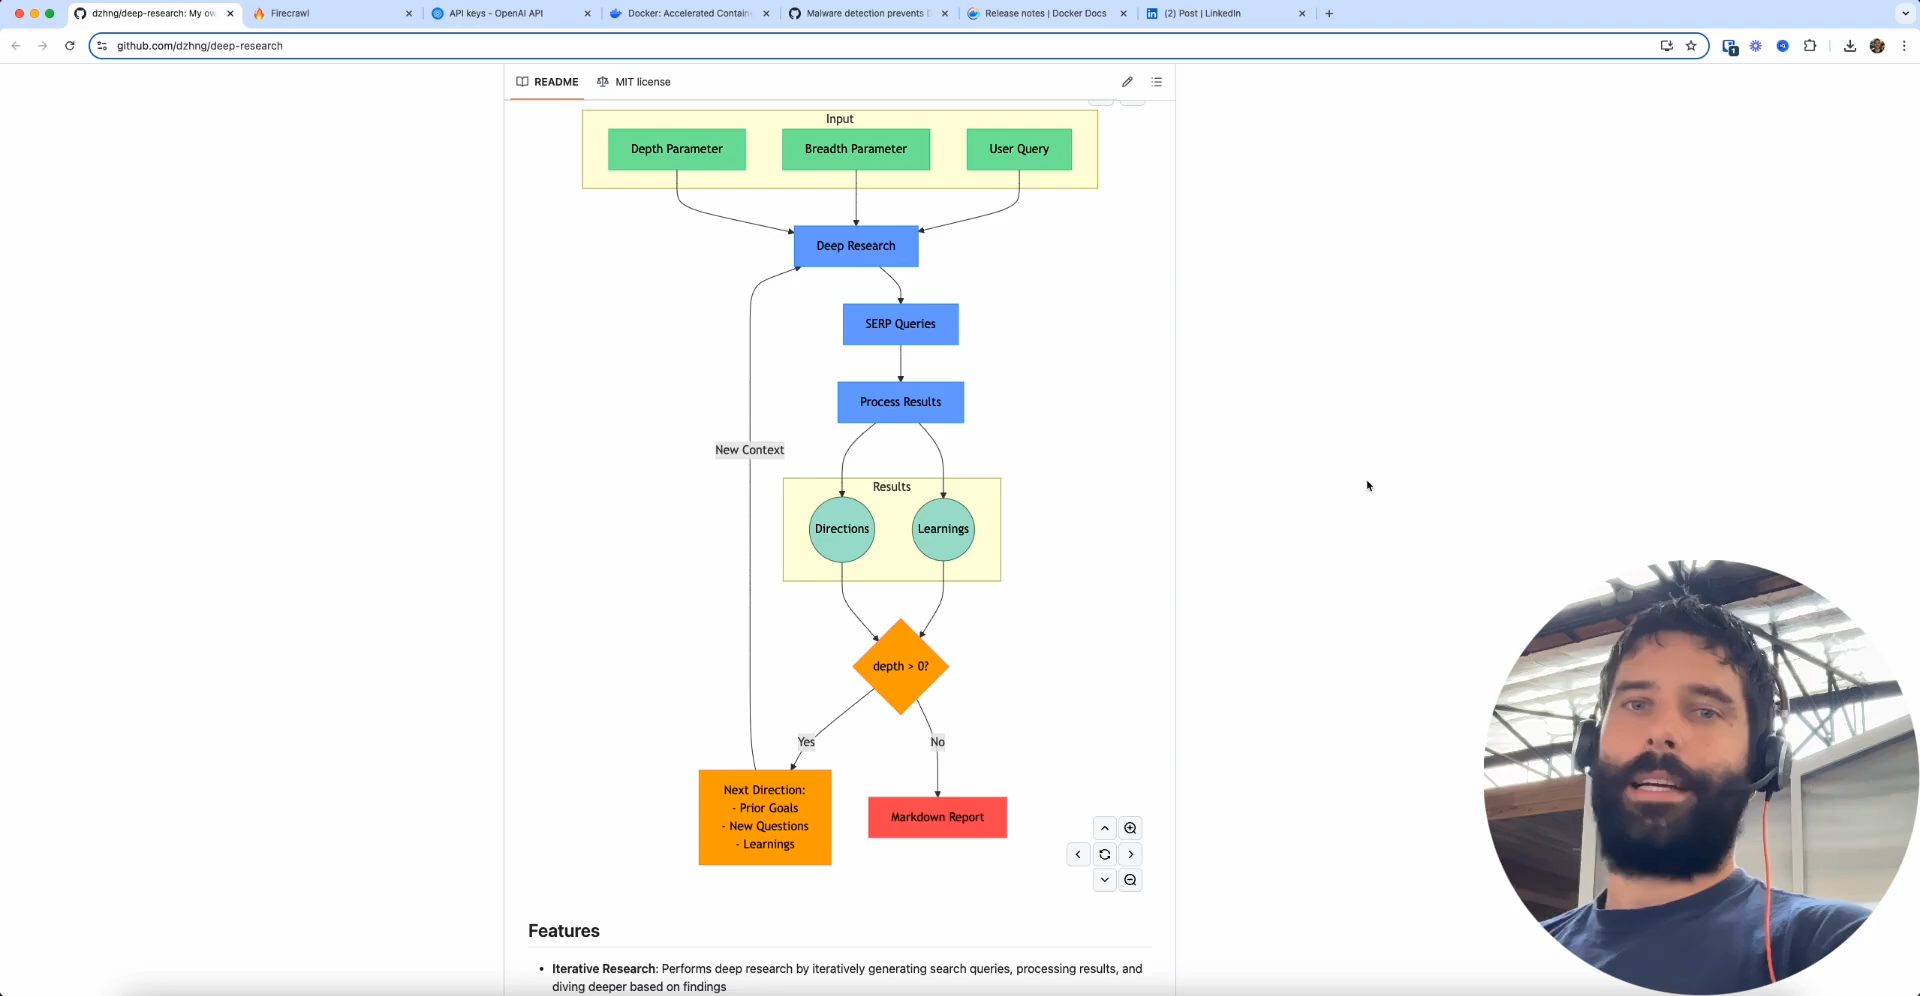 dzhng/deep-research: My ow
Firecrawl
API keys - OpenAI API
Docker: Accelerated Contain
Malware detection prevents D
Release notes | Docker Docs
(2) Post | LinkedIn
github.com/dzhng/deep-research
1
README
MIT license
Input
Depth Parameter
Breadth Parameter
User Query
Deep Research
SERP Queries
Process Results
New Context
Results
Directions
Learnings
depth > 0?
Yes
No
Next Direction:
- Prior Goals
- New Questions
- Learnings
Markdown Report
Features
• Iterative Research: Performs deep research by iteratively generating search queries, processing results, and
diving deeper based on findings